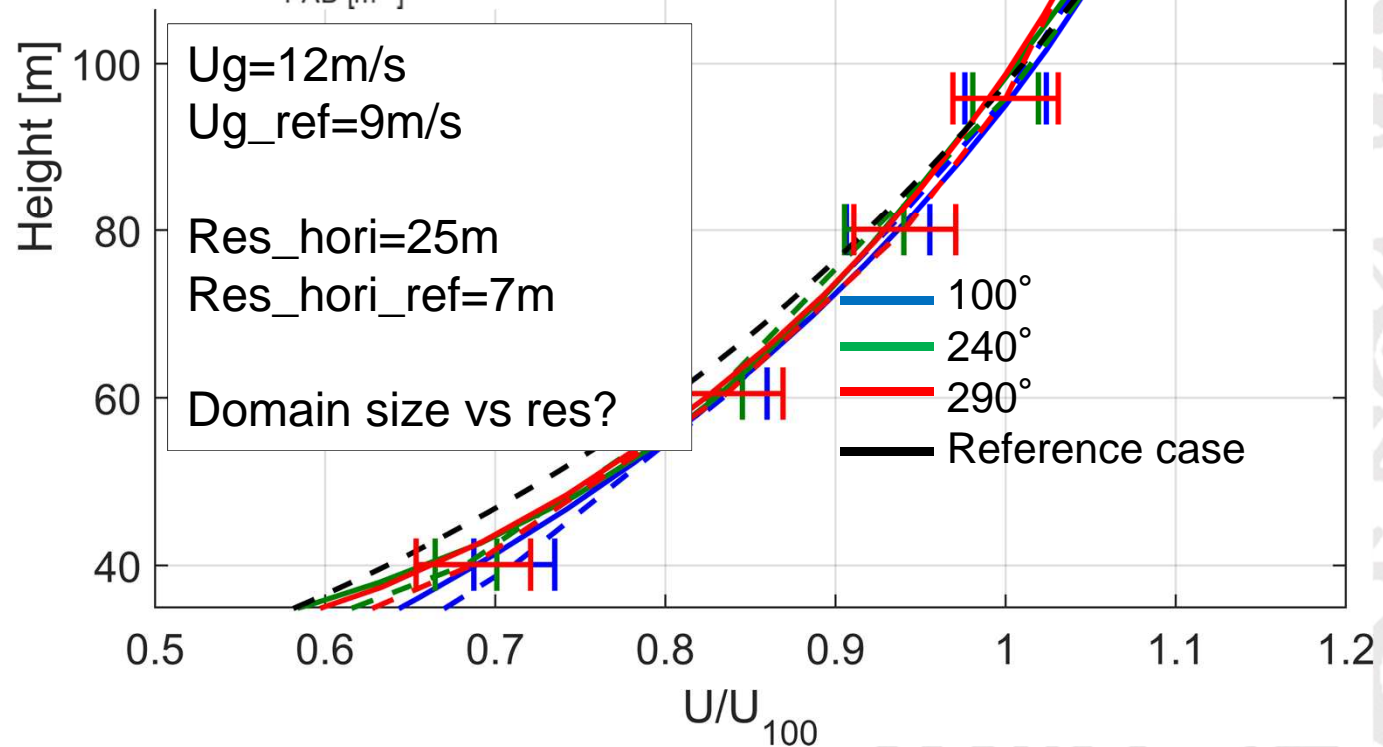 Height [m]
100
80
60
40
Ug=12m/s
Ug_ref=9m/s
Res_hori=25m
Res_hori_ref=7m
Domain size vs res?
100°
240°
290°
Reference case
0.5 0.6 0.7 0.8 0.9 1 1.1 1.2
U/U100